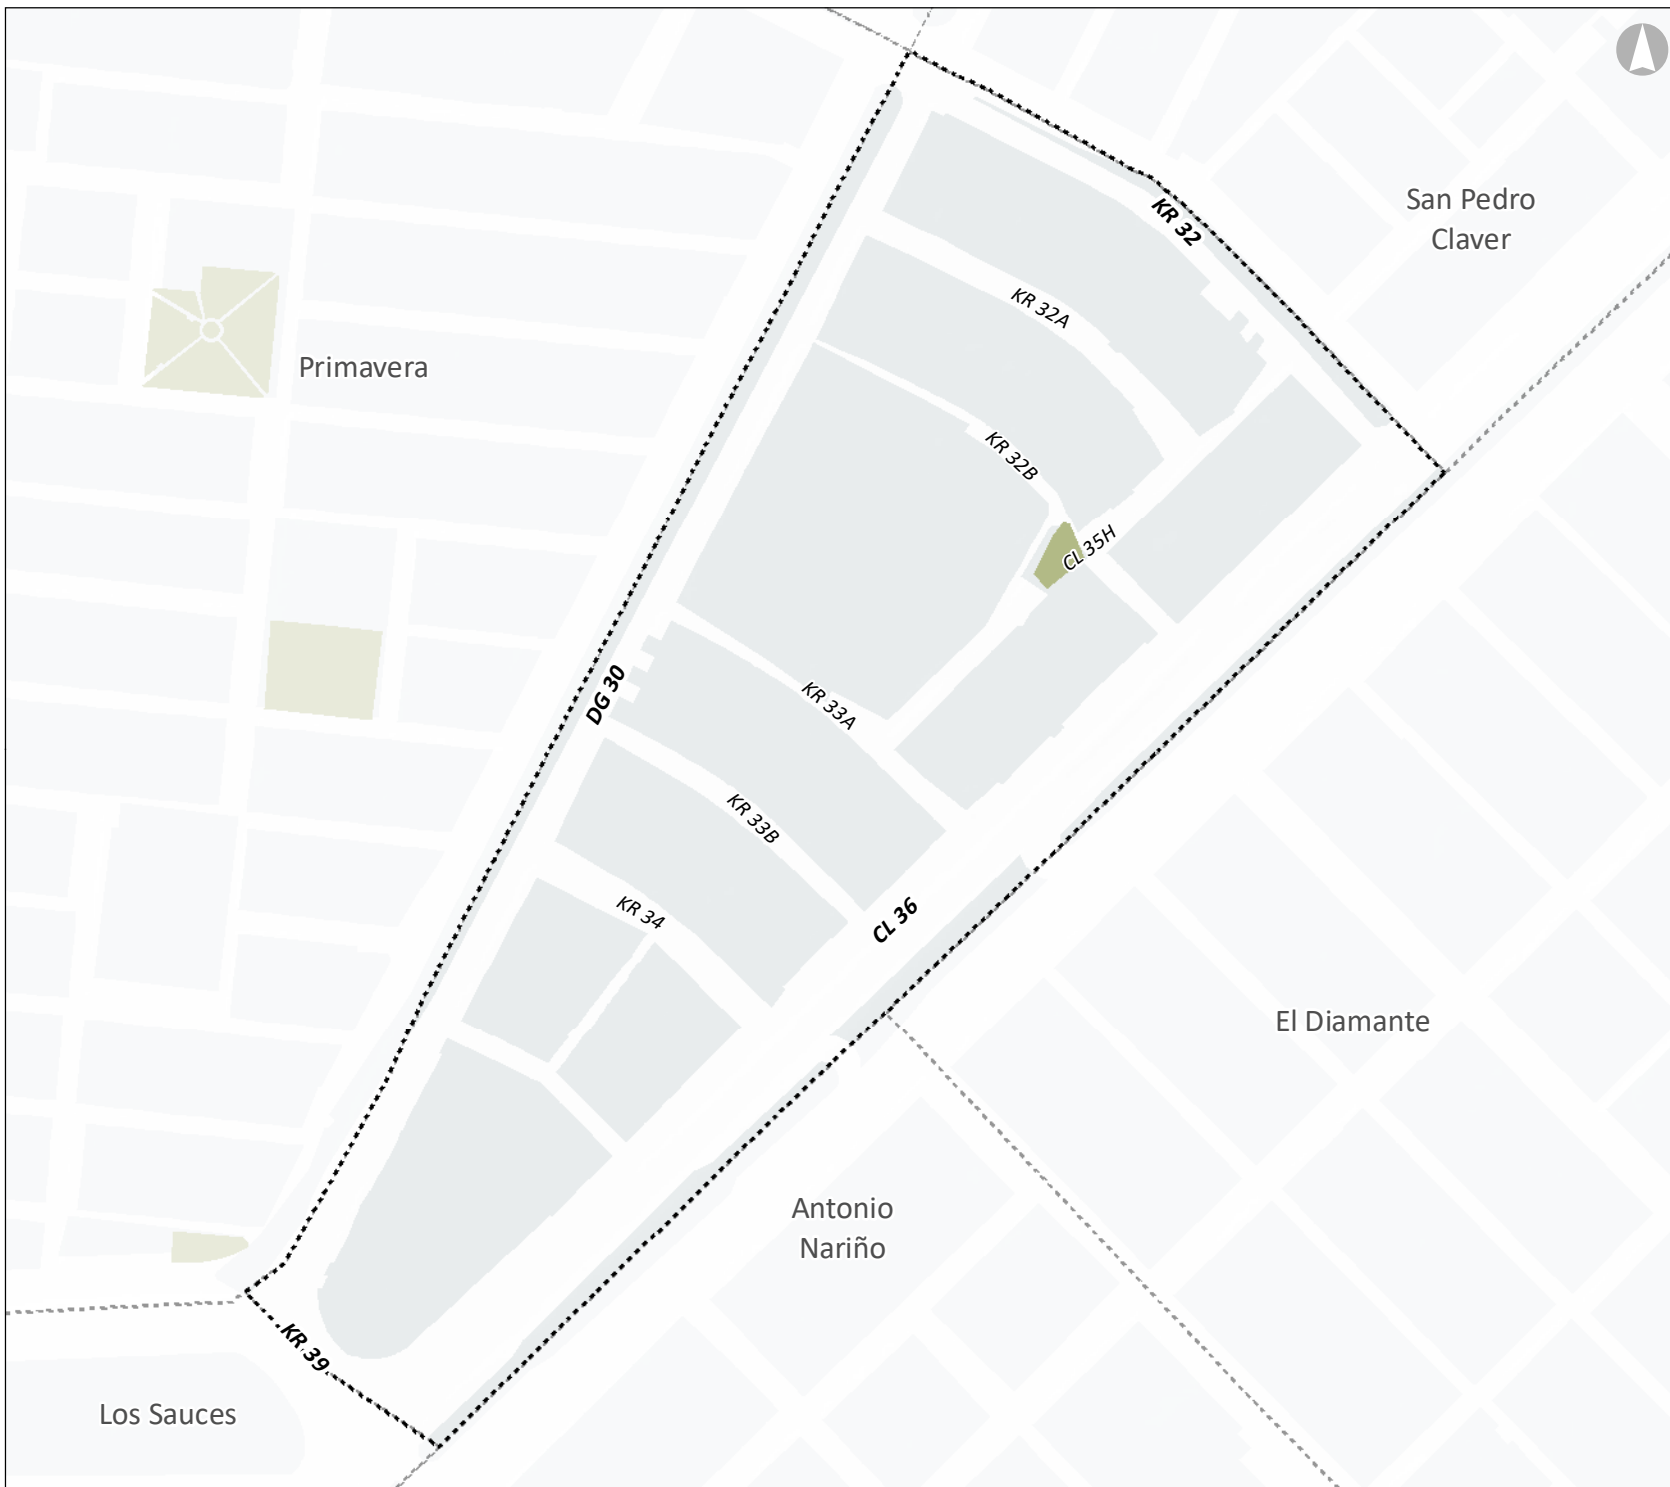 San Pedro
Claver
KR 32
KR 32A
Primavera
KR 32B
CL 35H
DG 30
KR 33A
KR 33B
KR 34
CL 36
El Diamante
Antonio
Nariño
KR 39
Los Sauces